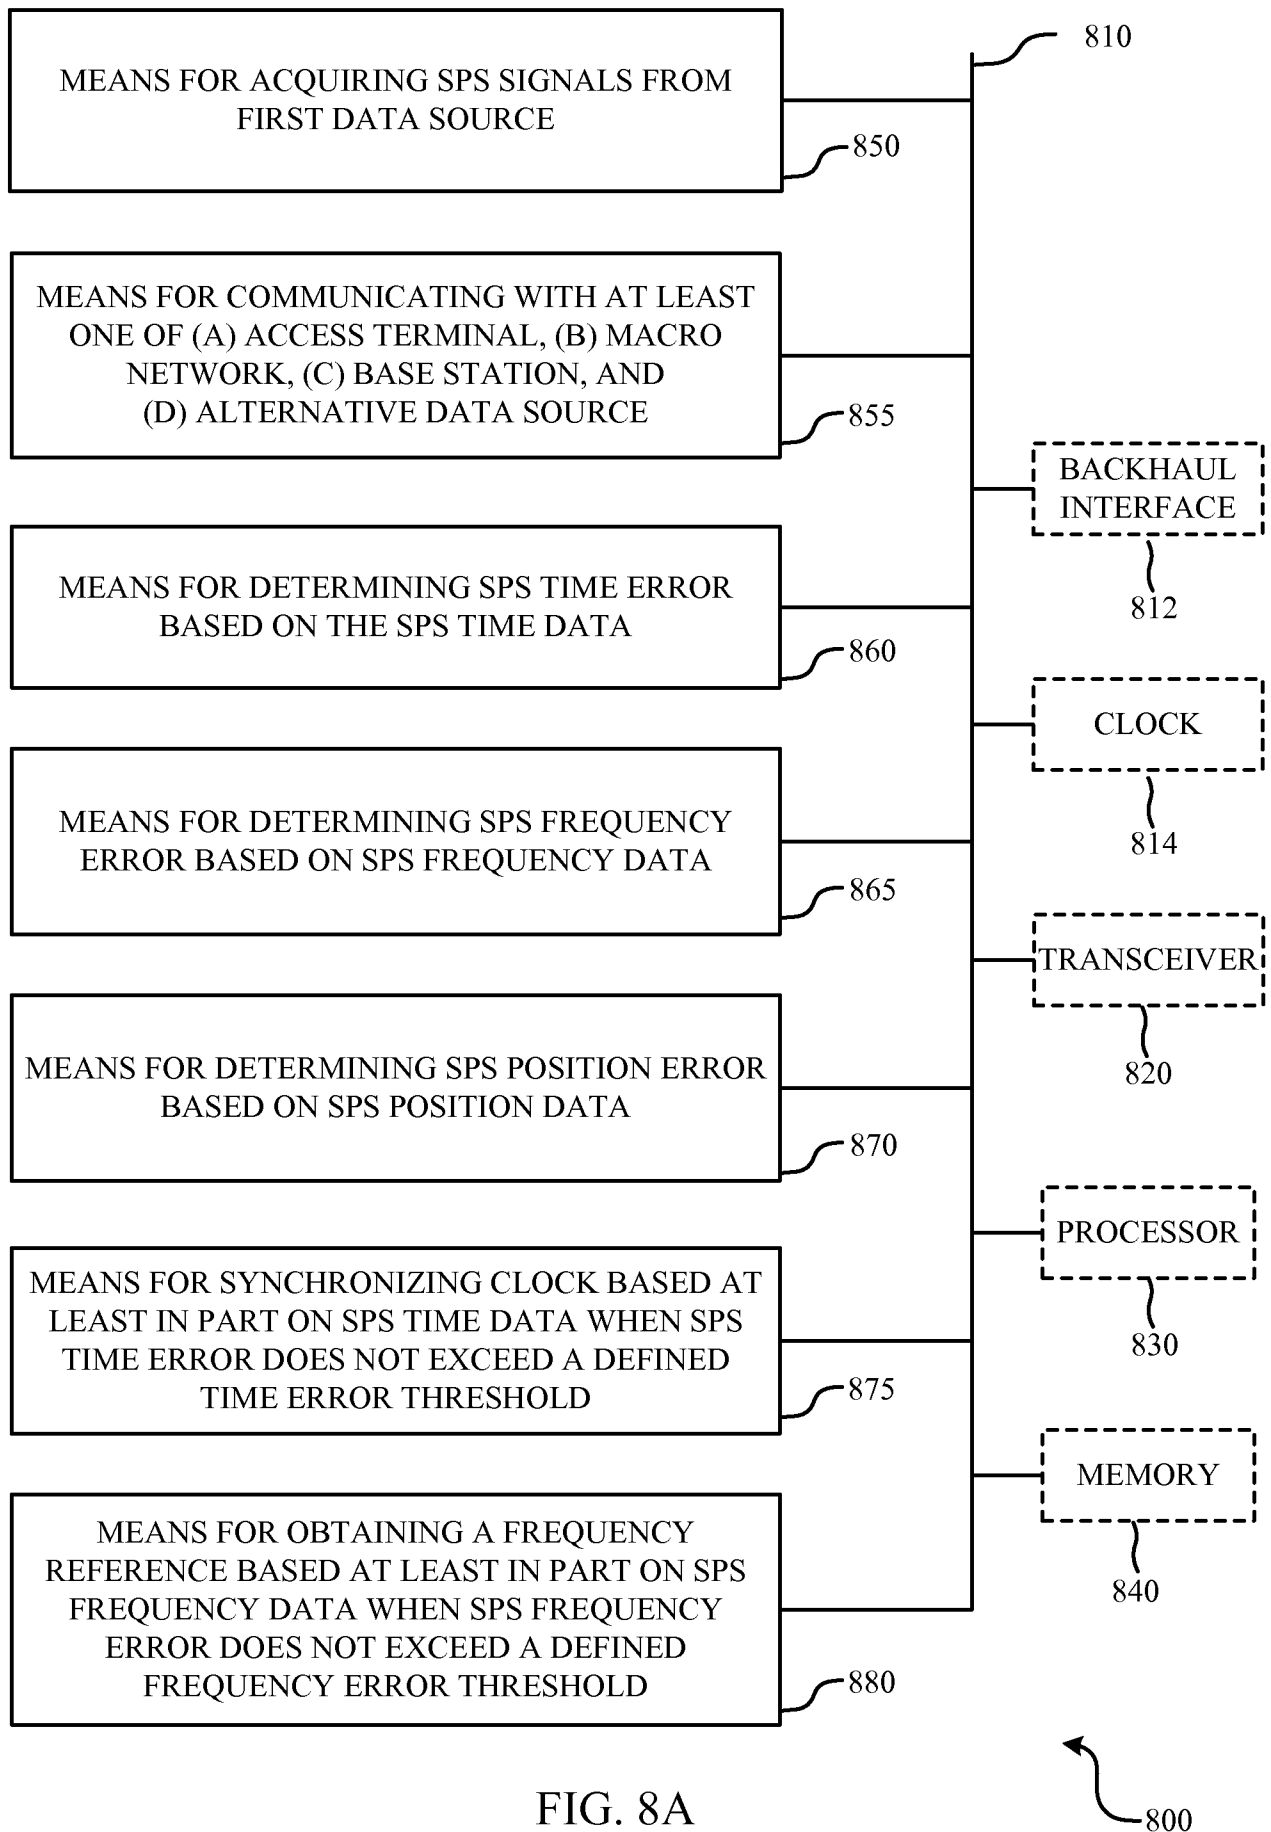 810
MEANS FOR ACQUIRING SPS SIGNALS FROM
FIRST DATA SOURCE
850
MEANS FOR COMMUNICATING WITH AT LEAST
ONE OF (A) ACCESS TERMINAL, (B) MACRO
NETWORK, (C) BASE STATION, AND
(D) ALTERNATIVE DATA SOURCE
855
BACKHAUL
INTERFACE
812
MEANS FOR DETERMINING SPS TIME ERROR
BASED ON THE SPS TIME DATA
860
CLOCK
814
MEANS FOR DETERMINING SPS FREQUENCY
ERROR BASED ON SPS FREQUENCY DATA
865
TRANSCEIVER
820
MEANS FOR DETERMINING SPS POSITION ERROR
BASED ON SPS POSITION DATA
870
PROCESSOR
830
MEANS FOR SYNCHRONIZING CLOCK BASED AT
LEAST IN PART ON SPS TIME DATA WHEN SPS
TIME ERROR DOES NOT EXCEED A DEFINED
TIME ERROR THRESHOLD
875
MEMORY
840
MEANS FOR OBTAINING A FREQUENCY
REFERENCE BASED AT LEAST IN PART ON SPS
FREQUENCY DATA WHEN SPS FREQUENCY
ERROR DOES NOT EXCEED A DEFINED
FREQUENCY ERROR THRESHOLD
880
FIG. 8A
800